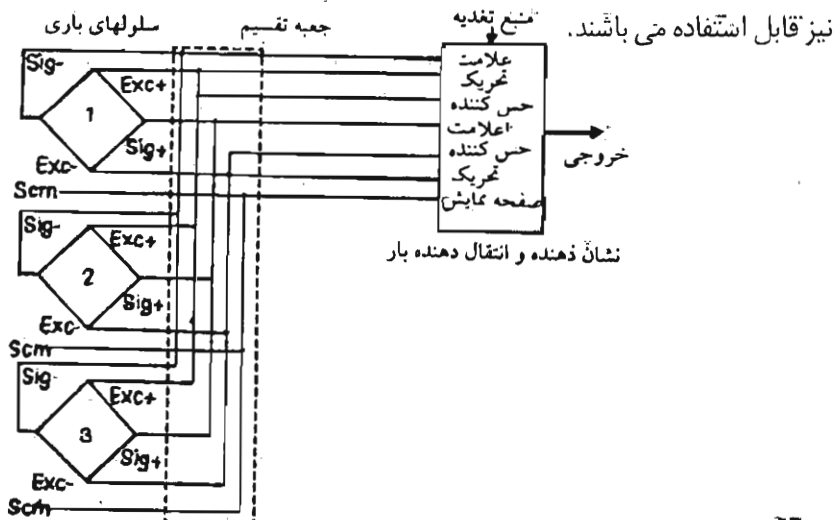 نیز قابل استفاده می باشند.
سلولهای باری
جعبه تقسیم
منبع تغذیه
Sig-
Exc+
1
Sig+
Exc-
Scrn
علامت
تحریک
حس کننده
علامت
حس کننده
تحریک
صفحه نمایش
خروجی
نشان دهنده و انتقال دهنده بار
Sig-
Exc+
2
Sig+
Exc-
Scrn
Sig-
Exc+
3
Sig+
Exc-
Scrn